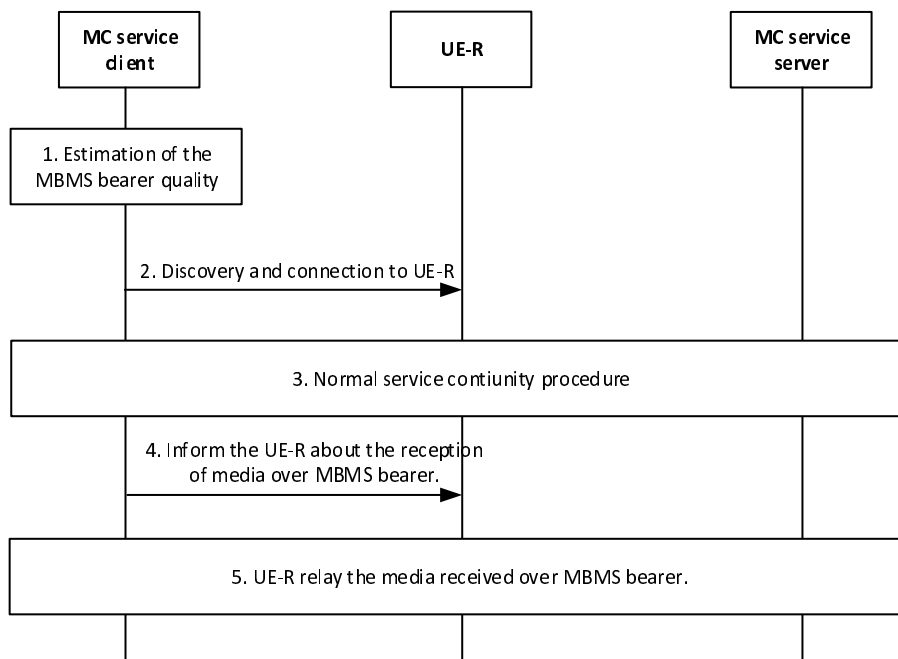 MC service
client
UE-R
MC service
server
1. Estimation of the
MBMS bearer quality
2. Discovery and connection to UE-R
3. Normal service contiunity procedure
4. Inform the UE-R about the reception
of media over MBMS bearer.
5. UE-R relay the media received over MBMS bearer.